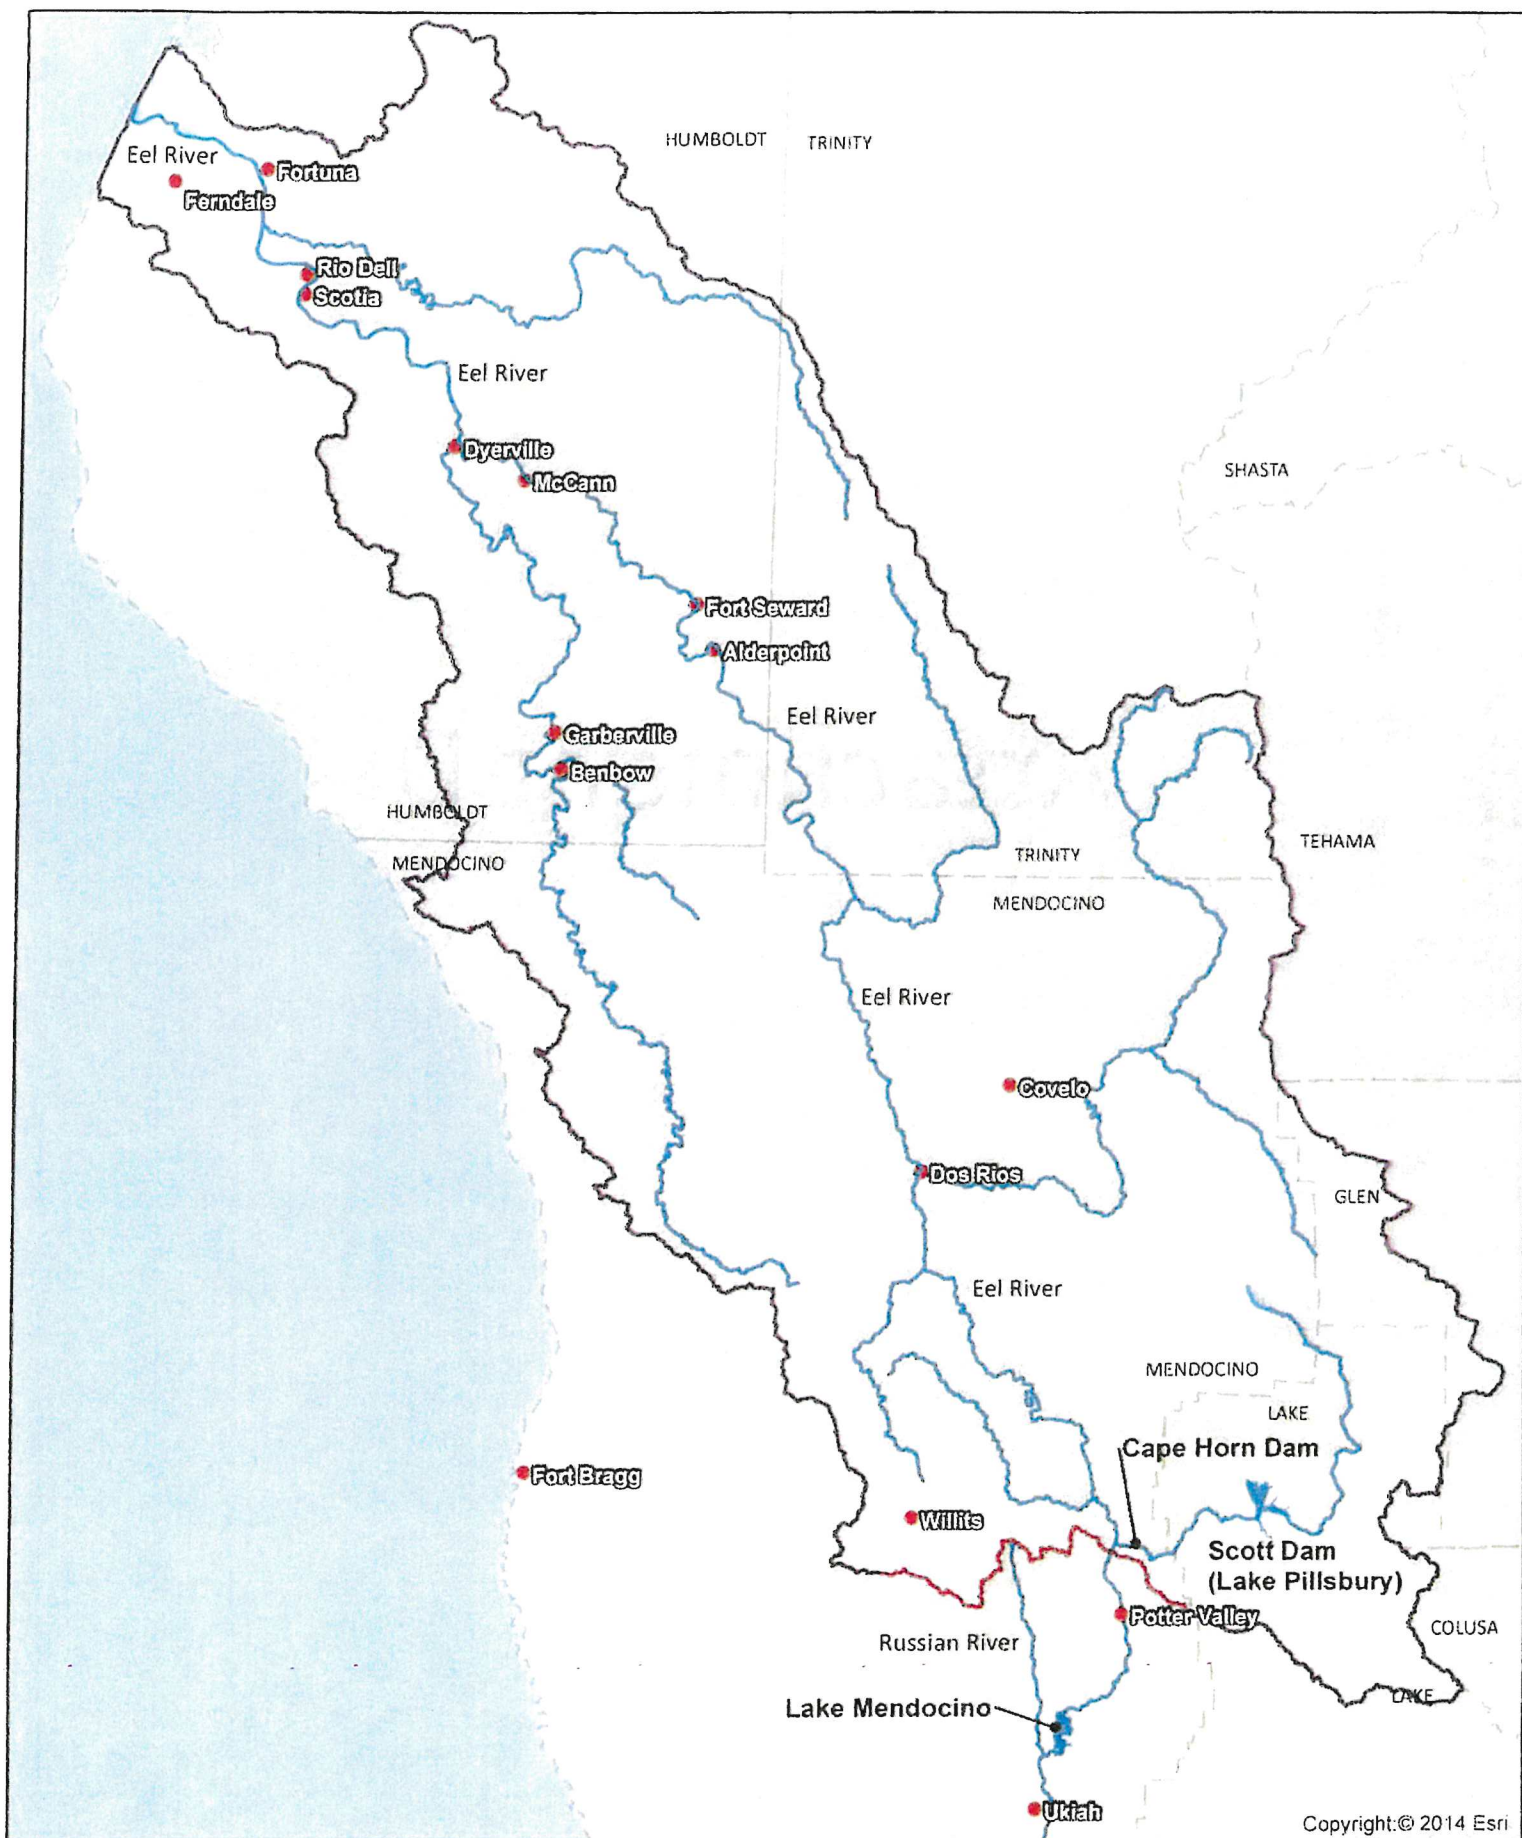 HUMBOLDT
TRINITY
Eel River
Fortuna
Ferndale
Rio Dell
Scotia
Eel River
Dyerville
McCann
SHASTA
Fort Seward
Alderpoint
Eel River
Garberville
Benbow
HUMBOLDT
MENDOCINO
TRINITY
MENDOCINO
TEHAMA
Eel River
Covelo
Dos Rios
GLEN
Eel River
MENDOCINO
LAKE
Cape Horn Dam
Fort Bragg
Willits
Scott Dam
(Lake Pillsbury)
Potter Valley
COLUSA
Russian River
LAKE
Lake Mendocino
Ukiah
Copyright:© 2014 Esri